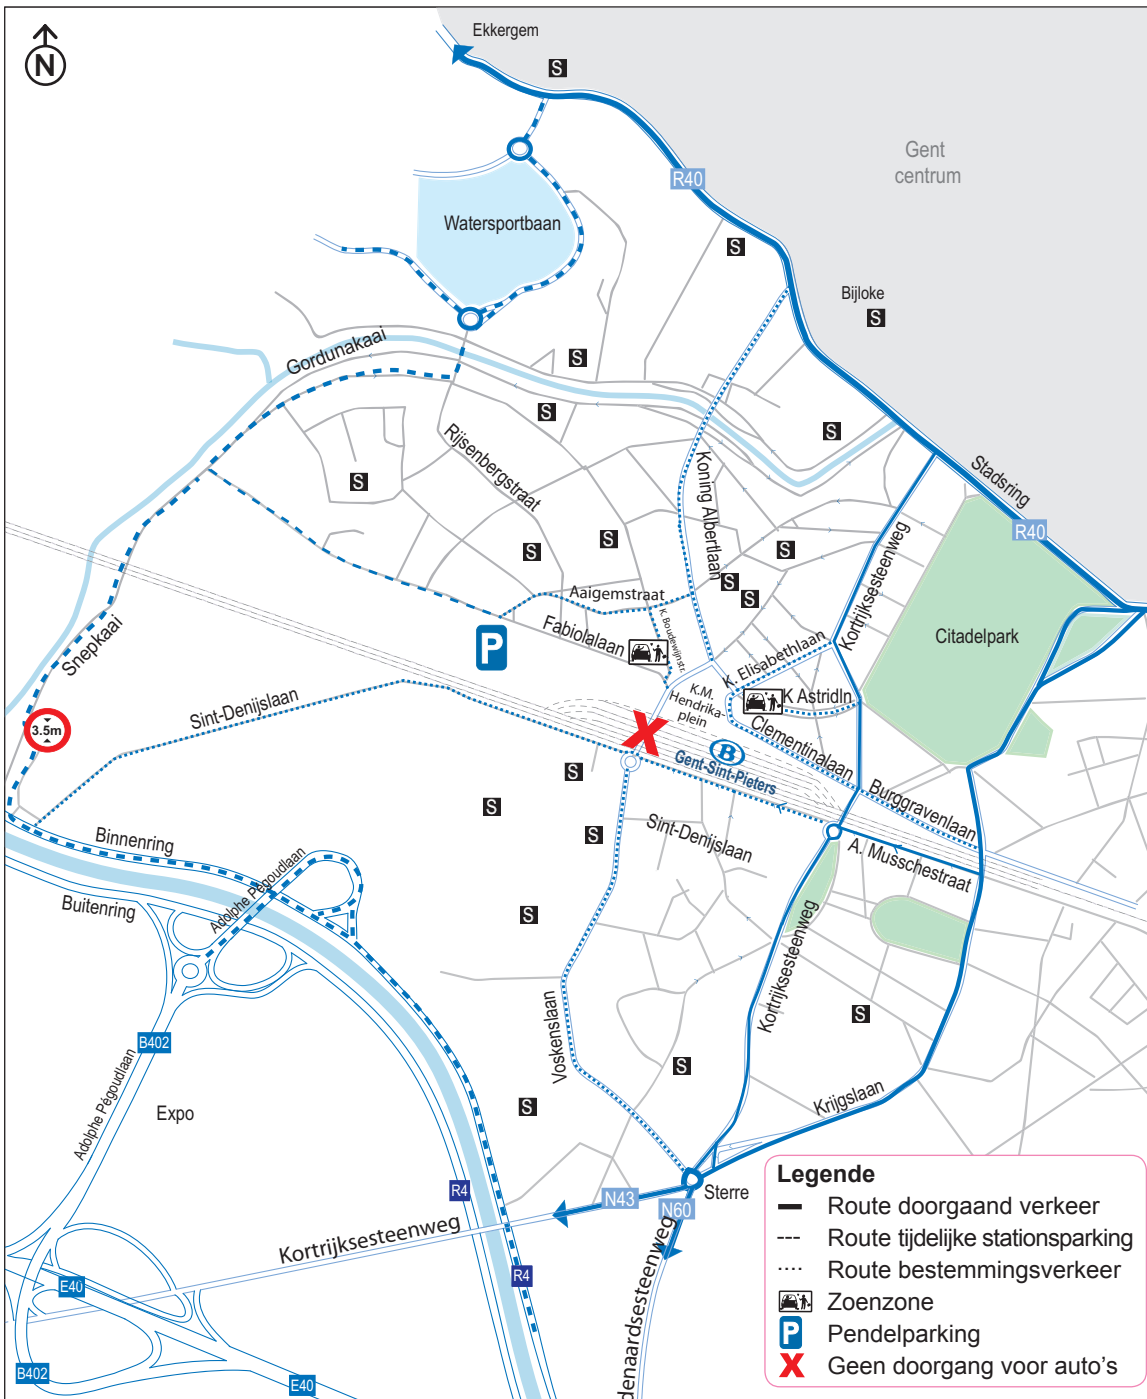 N
Ekkergem
S
Gent
centrum
R40
Watersportbaan
S
Bijloke
S
Gordunakaai
S
S
S
Rijsenbergstraat
Koning Albertlaan
Stadsring
S
R40
S
S
S
S
S
Kortrijksesteenweg
Aaigemstraat
K. Boudewijnstr.
Fabiolalaan
P
Snepkaai
Citadelpark
K. Elisabethlaan
K.M.
Hendrika-
plein
K Astridln
Sint-Denijslaan
3.5m
X
B
Gent-Sint-Pieters
Clementinalaan
Burggravenlaan
S
S
S
Sint-Denijslaan
A. Musschestraat
Binnenring
Buitenring
Adolphe Pégoudlaan
S
Kortrijksesteenweg
Voskenslaan
S
B402
Adolphe Pégoudlaan
Expo
S
S
Krijgslaan
R4
N43
Sterre
N60
Kortrijksesteenweg
R4
E40
denaardsesteenweg
B402
E40
Legende
Route doorgaand verkeer
Route tijdelijke stationsparking
Route bestemmingsverkeer
Zoenzone
P Pendelparking
X Geen doorgang voor auto's